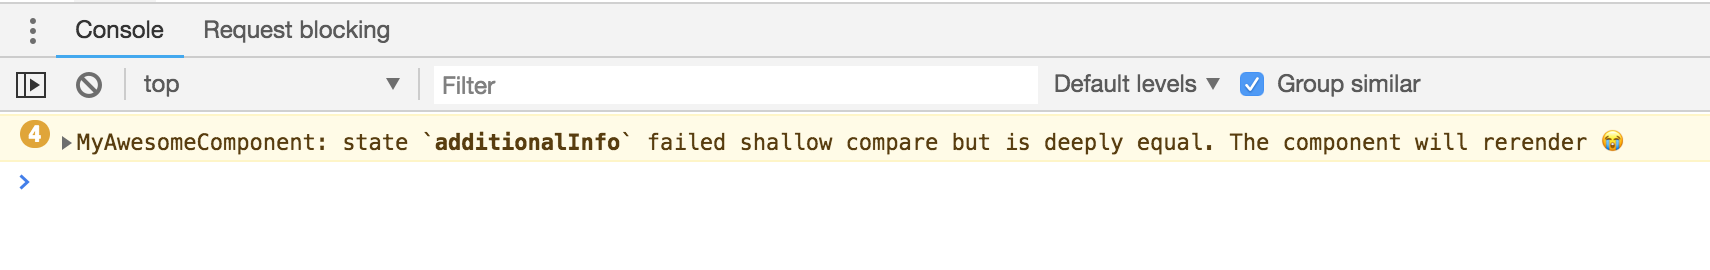 Console Request blocking
top Filter Default levels Group similar
4 MyAwesomeComponent: state `additionalInfo` failed shallow compare but is deeply equal. The component will rerender 😭